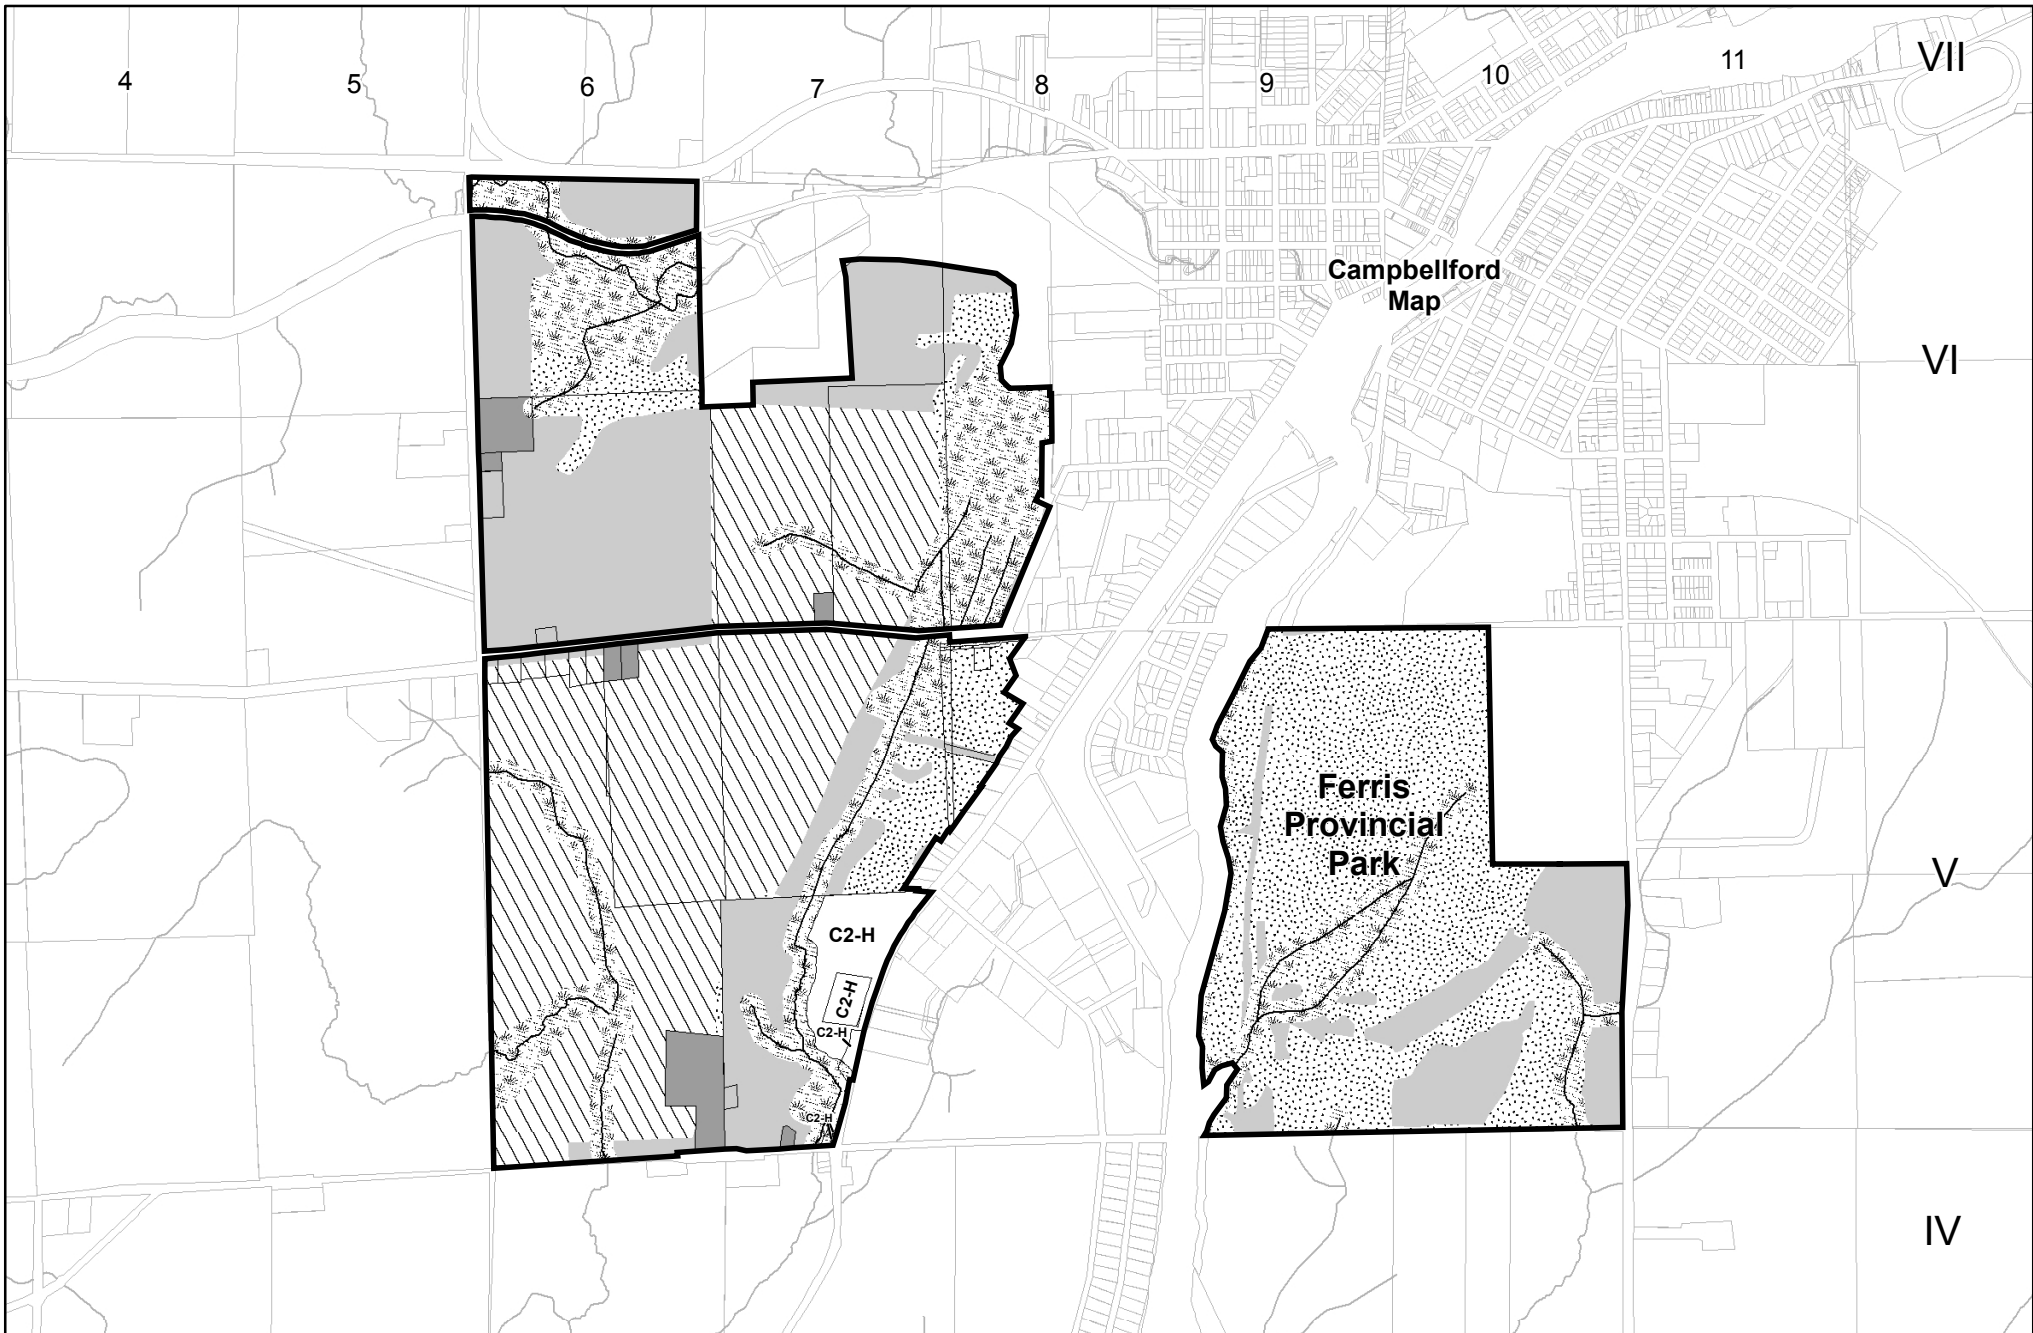 VII
11
10
9
8
7
6
5
4
Campbellford
Map
VI
Ferris
Provincial
Park
V
C2-H
C2-H
C2-H
C2-H
IV